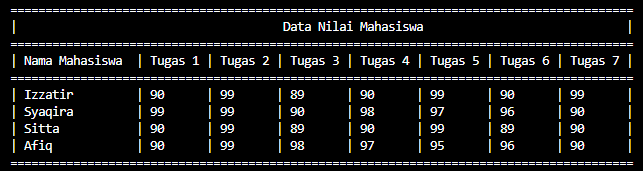 Data Nilai Mahasiswa
| Nama Mahasiswa | Tugas 1 | Tugas 2 | Tugas 3 | Tugas 4 | Tugas 5 | Tugas 6 | Tugas 7 |
| Izzatir | 90 | 99 | 89 | 90 | 99 | 90 | 99 |
| Syaqira | 99 | 99 | 90 | 98 | 97 | 96 | 90 |
| Sitta | 90 | 99 | 89 | 90 | 99 | 89 | 90 |
| Afiq | 90 | 99 | 98 | 97 | 95 | 96 | 90 |